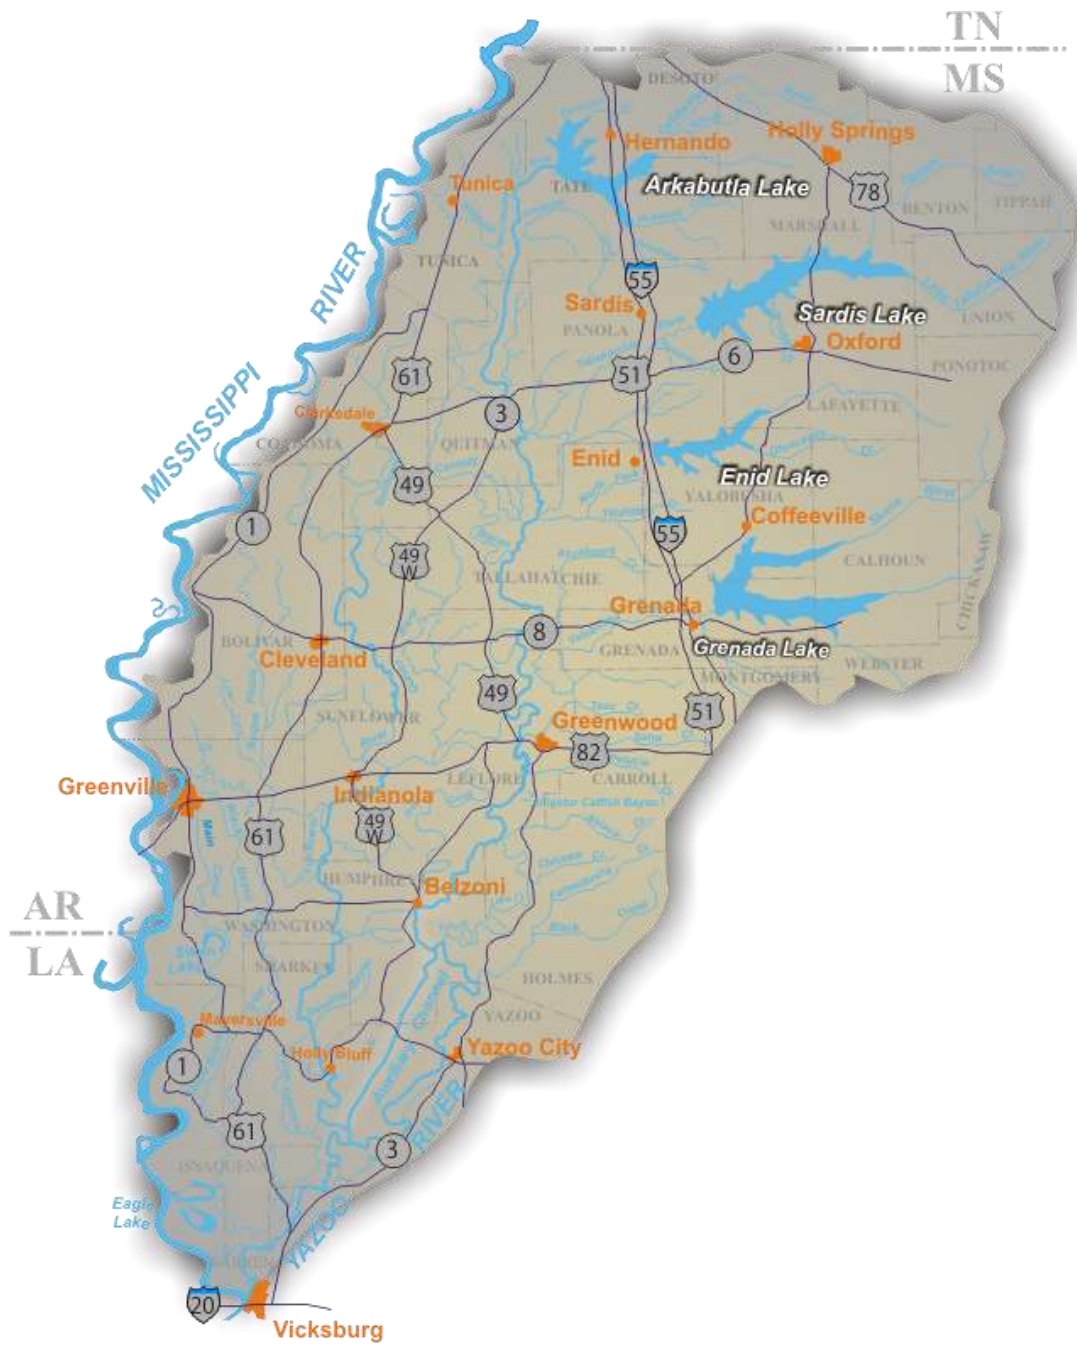 TN
MS
DESOTO
Hernando
Holly Springs
Arkabutla Lake
78
Tunica
TATE
BENTON
TIPPAH
MARSHALL
TUNICA
RIVER
55
Sardis
Sardis Lake
UNION
PANOLA
Oxford
6
61
51
PONOTOC
MISSISSIPPI
Clarksdale
3
LAFAYETTE
COAHOMA
QUITMAN
Enid
Enid Lake
49
YALOBUSHA
Coffeeville
1
55
49
W
CALHOUN
CHICKASAW
TALLAHATCHIE
Grenada
8
BOLIVAR
Cleveland
GRENADA
Grenada Lake
WEBSTER
MONTGOMERY
49
51
SUNFLOWER
Greenwood
82
LEFLORE
CARROLL
Greenville
Indianola
Main
61
49
W
HUMPHREYS
Belzoni
AR
LA
WASHINGTON
Black
SHARKEY
HOLMES
YAZOO
Mayersville
Holly Bluff
Yazoo City
1
61
3
RIVER
ISSAQUENA
Eagle
Lake
YAZOO
WARREN
20
Vicksburg